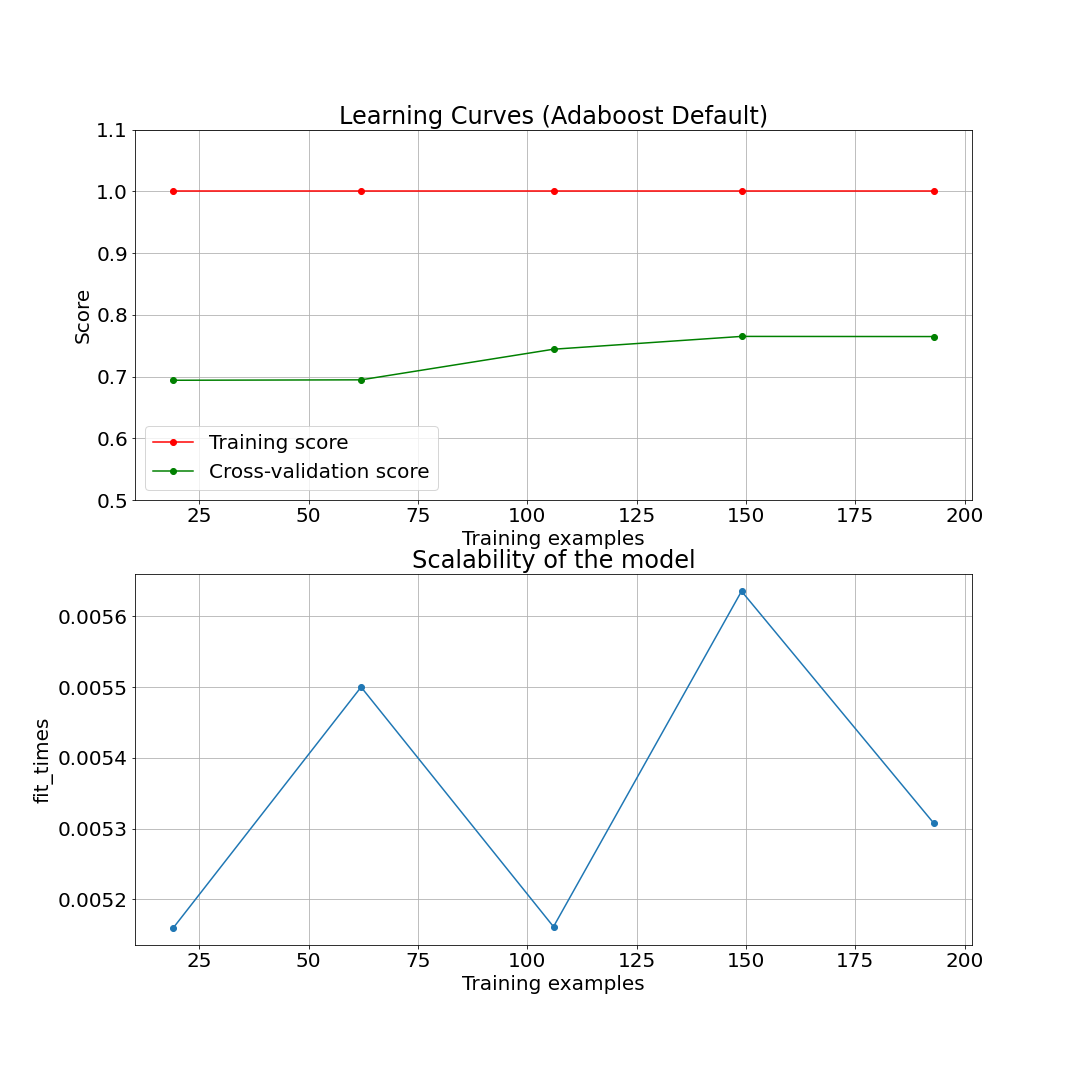 Learning Curves (Adaboost Default)
1.1
1.0
0.9
0.8
0.7
0.6
0.5
Score
Training score
Cross-validation score
25 50 75 100 125 150 175 200
Training examples
Scalability of the model
0.0056
0.0055
0.0054
0.0053
0.0052
fit_times
25 50 75 100 125 150 175 200
Training examples